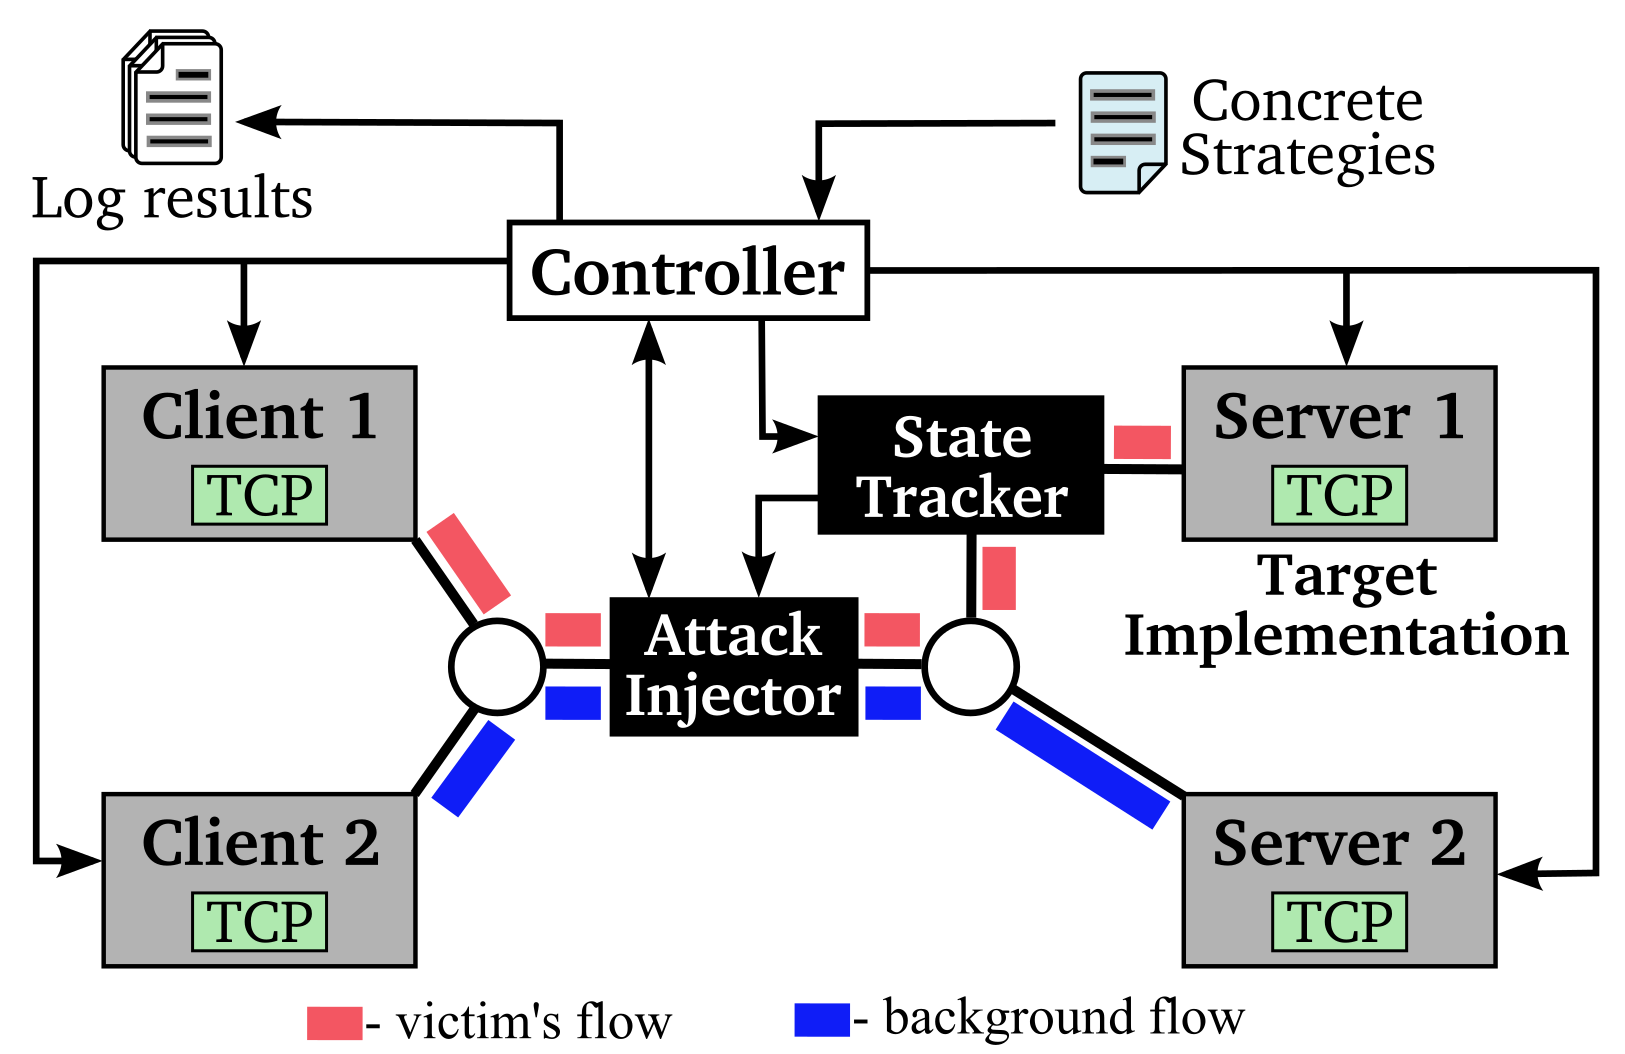 Concrete
Strategies
Log results
Controller
Client 1
TCP
State
Tracker
Server 1
TCP
Target
Implementation
Attack
Injector
Client 2
TCP
Server 2
TCP
- victim's flow
- background flow